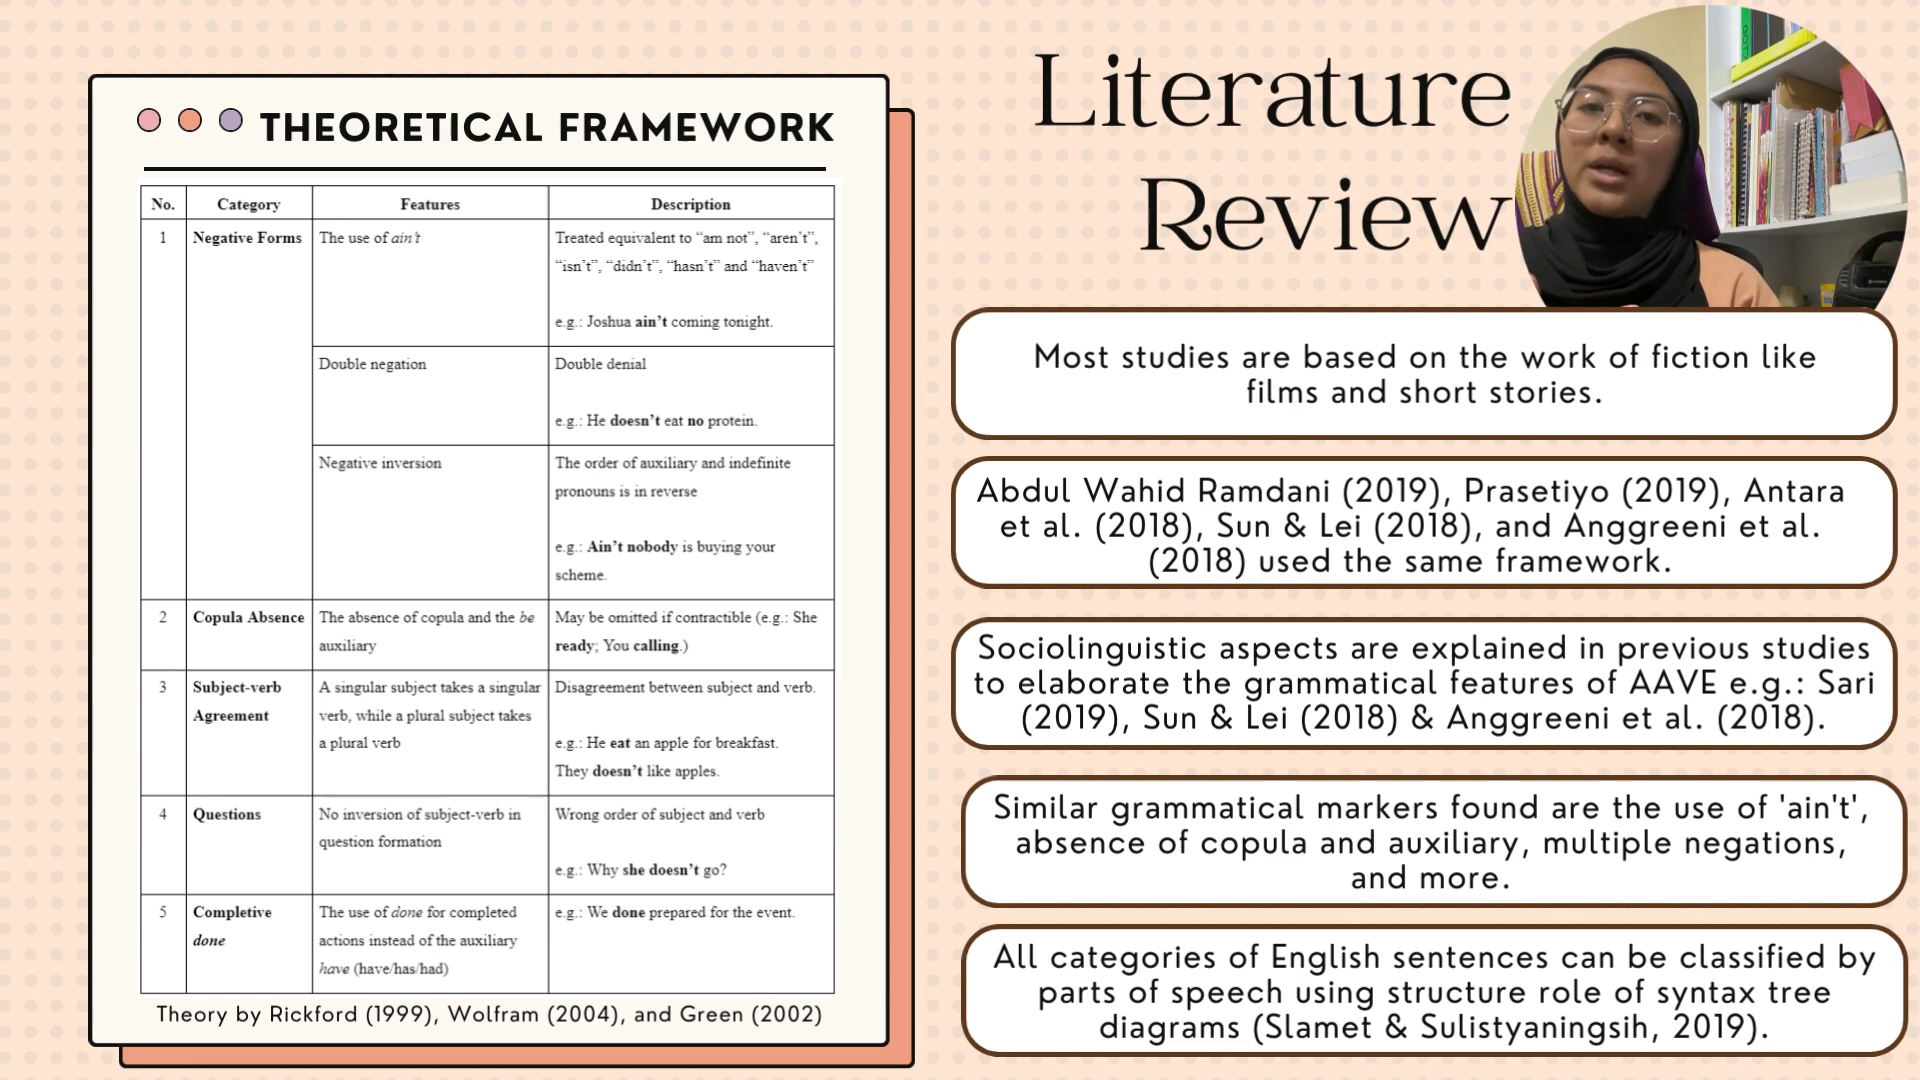 THEORETICAL FRAMEWORK
No. Category Features Description
1 Negative Forms The use of ain't Treated equivalent to “am not”, “aren’t”,
“isn’t”, “didn’t”, “hasn’t” and “haven’t”
e.g.: Joshua ain’t coming tonight.
Double negation Double denial
e.g.: He doesn’t eat no protein.
Negative inversion The order of auxiliary and indefinite
pronouns is in reverse
e.g.: Ain’t nobody is buying your
scheme.
2 Copula Absence The absence of copula and the be May be omitted if contractible (e.g.: She
auxiliary ready; You calling.)
3 Subject-verb A singular subject takes a singular Disagreement between subject and verb.
Agreement verb, while a plural subject takes
a plural verb e.g.: He eat an apple for breakfast.
They doesn’t like apples.
4 Questions No inversion of subject-verb in Wrong order of subject and verb
question formation
e.g.: Why she doesn’t go?
5 Completive The use of done for completed e.g.: We done prepared for the event.
done actions instead of the auxiliary
have (have/has/had)
Theory by Rickford (1999), Wolfram (2004), and Green (2002)
Literature
Review
Most studies are based on the work of fiction like
films and short stories.
Abdul Wahid Ramdani (2019), Prasetiyo (2019), Antara
et al. (2018), Sun & Lei (2018), and Anggreeni et al.
(2018) used the same framework.
Sociolinguistic aspects are explained in previous studies
to elaborate the grammatical features of AAVE e.g.: Sari
(2019), Sun & Lei (2018) & Anggreeni et al. (2018).
Similar grammatical markers found are the use of 'ain't',
absence of copula and auxiliary, multiple negations,
and more.
All categories of English sentences can be classified by
parts of speech using structure role of syntax tree
diagrams (Slamet & Sulistyaningsih, 2019).